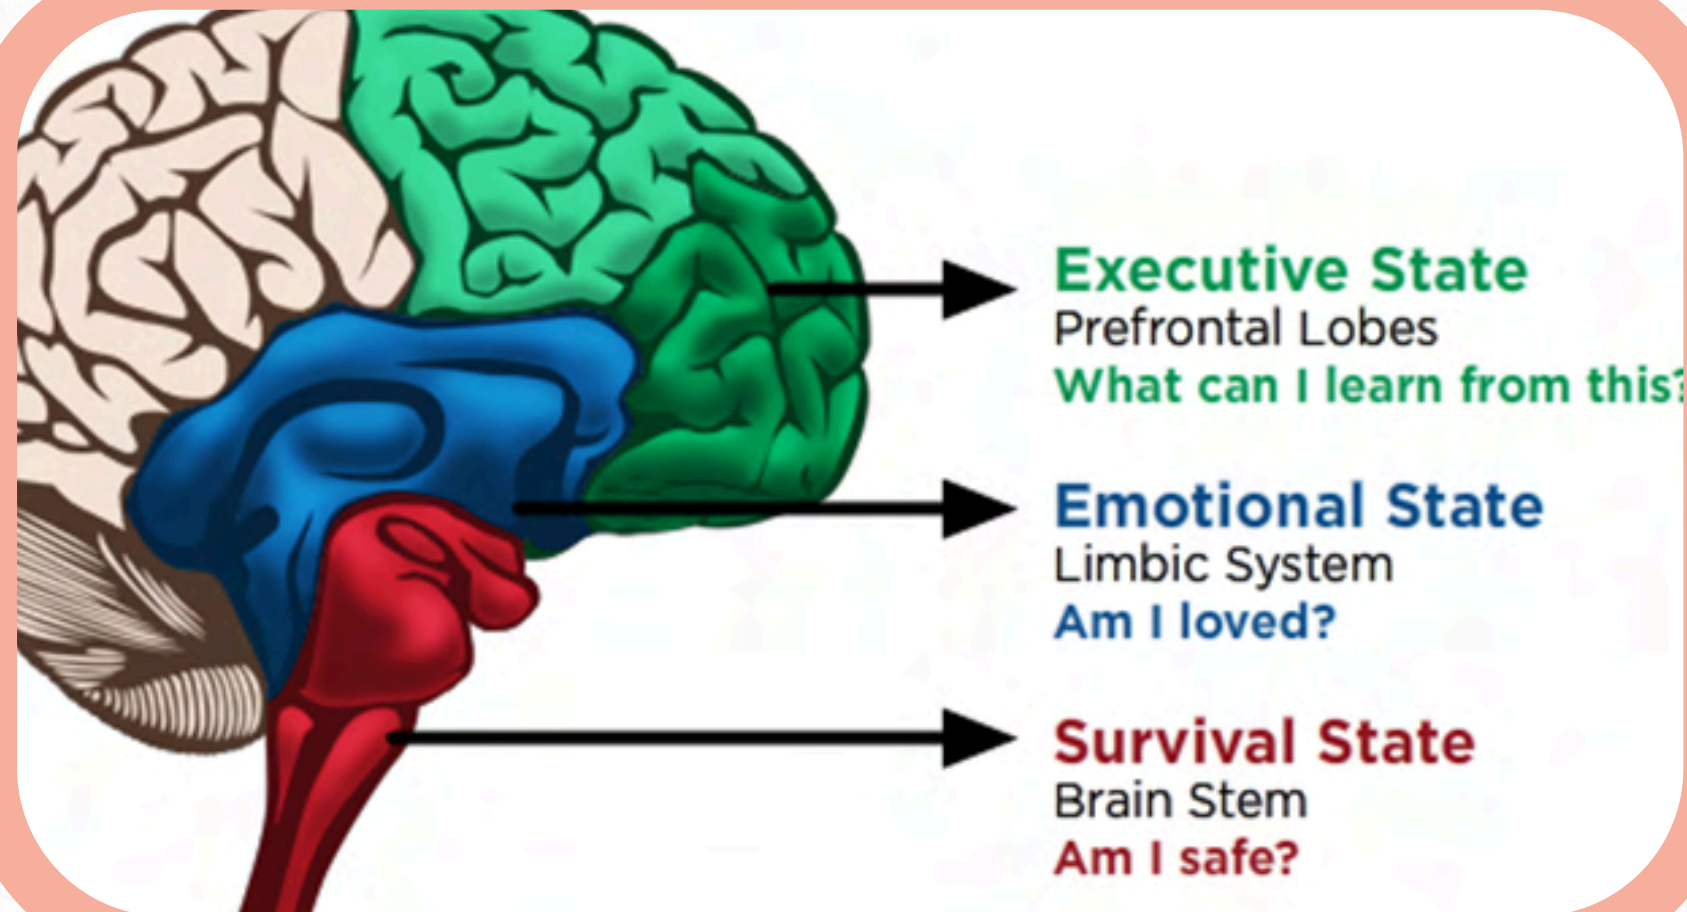 Executive State
Prefrontal Lobes
What can I learn from this?
Emotional State
Limbic System
Am I loved?
Survival State
Brain Stem
Am I safe?